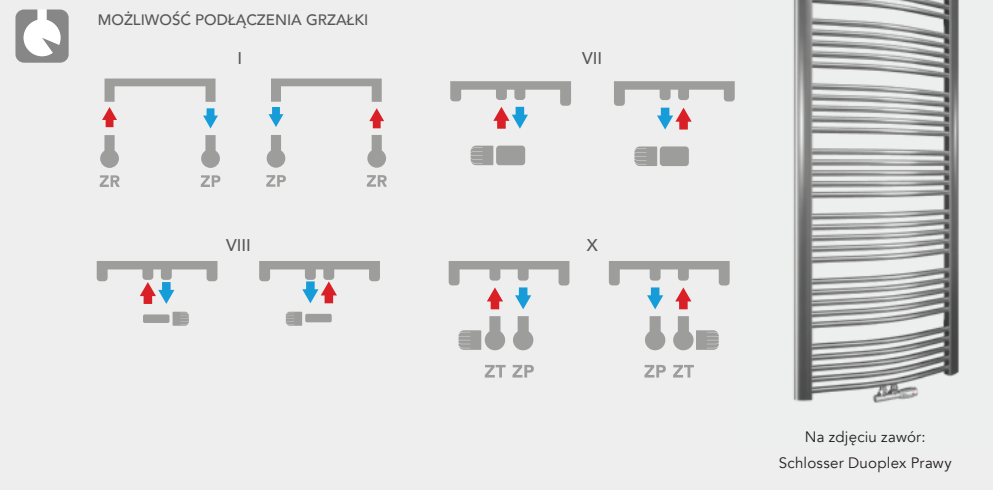 MOŻLIWOŚĆ PODŁĄCZENIA GRZAŁKI
I
VII
ZR ZP ZP ZR
VIII
X
ZT ZP ZP ZT
Na zdjęciu zawór:
Schlosser Duoplex Prawy